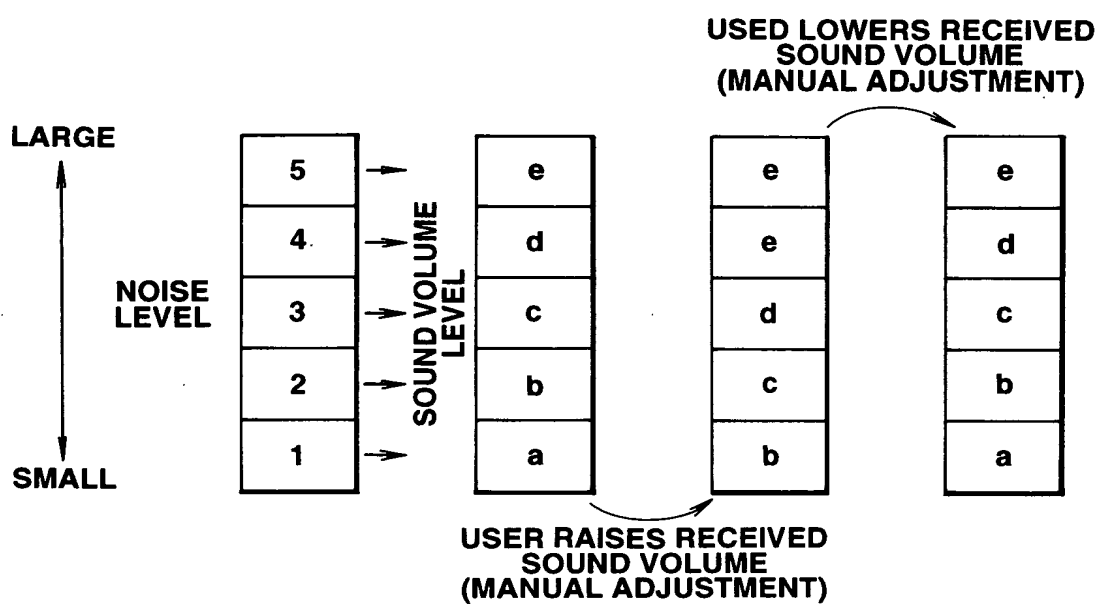 USED LOWERS RECEIVED
SOUND VOLUME
(MANUAL ADJUSTMENT)
LARGE
SMALL
NOISE
LEVEL
5
4
3
2
1
SOUND VOLUME
LEVEL
e
d
c
b
a
e
e
d
c
b
e
d
c
b
a
USER RAISES RECEIVED
SOUND VOLUME
(MANUAL ADJUSTMENT)